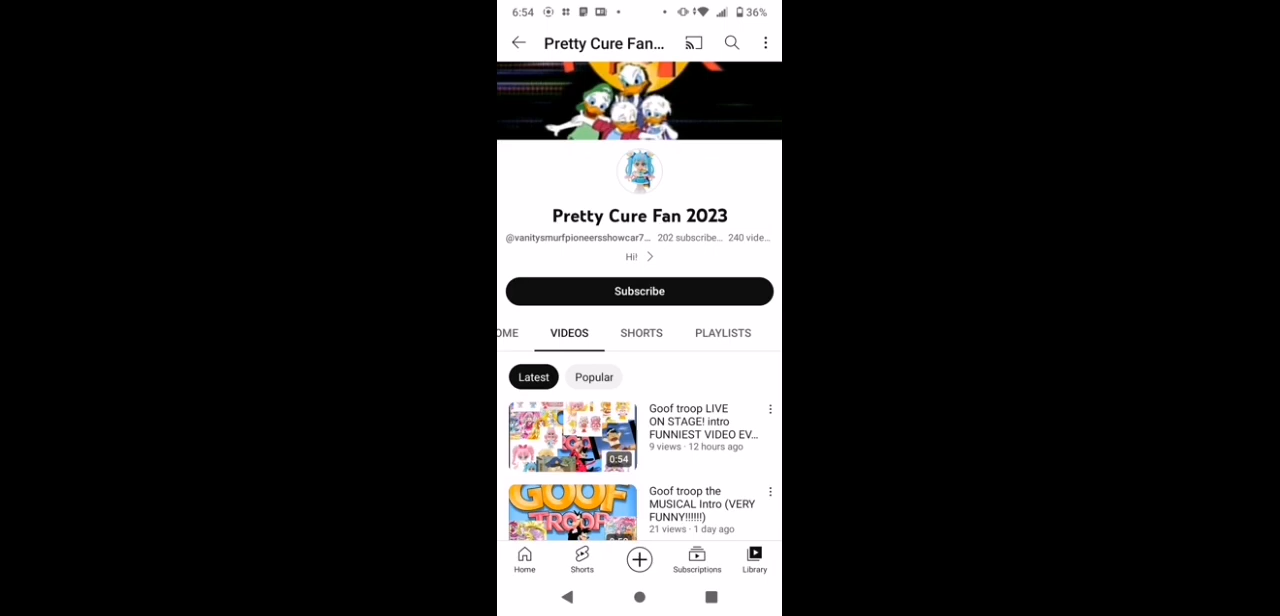 6:54
36%
Pretty Cure Fan...
Pretty Cure Fan 2023
@vanitysmurfpioneersshowcar7... 202 subscribe... 240 vide...
Hi!
Subscribe
OME VIDEOS SHORTS PLAYLISTS
Latest Popular
Goof troop LIVE
ON STAGE! intro
FUNNIEST VIDEO EV...
9 views · 12 hours ago
0:54
Goof troop the
MUSICAL Intro (VERY
FUNNY!!!!!!)
21 views · 1 day ago
GOOF
TROOP
Home Shorts Subscriptions Library